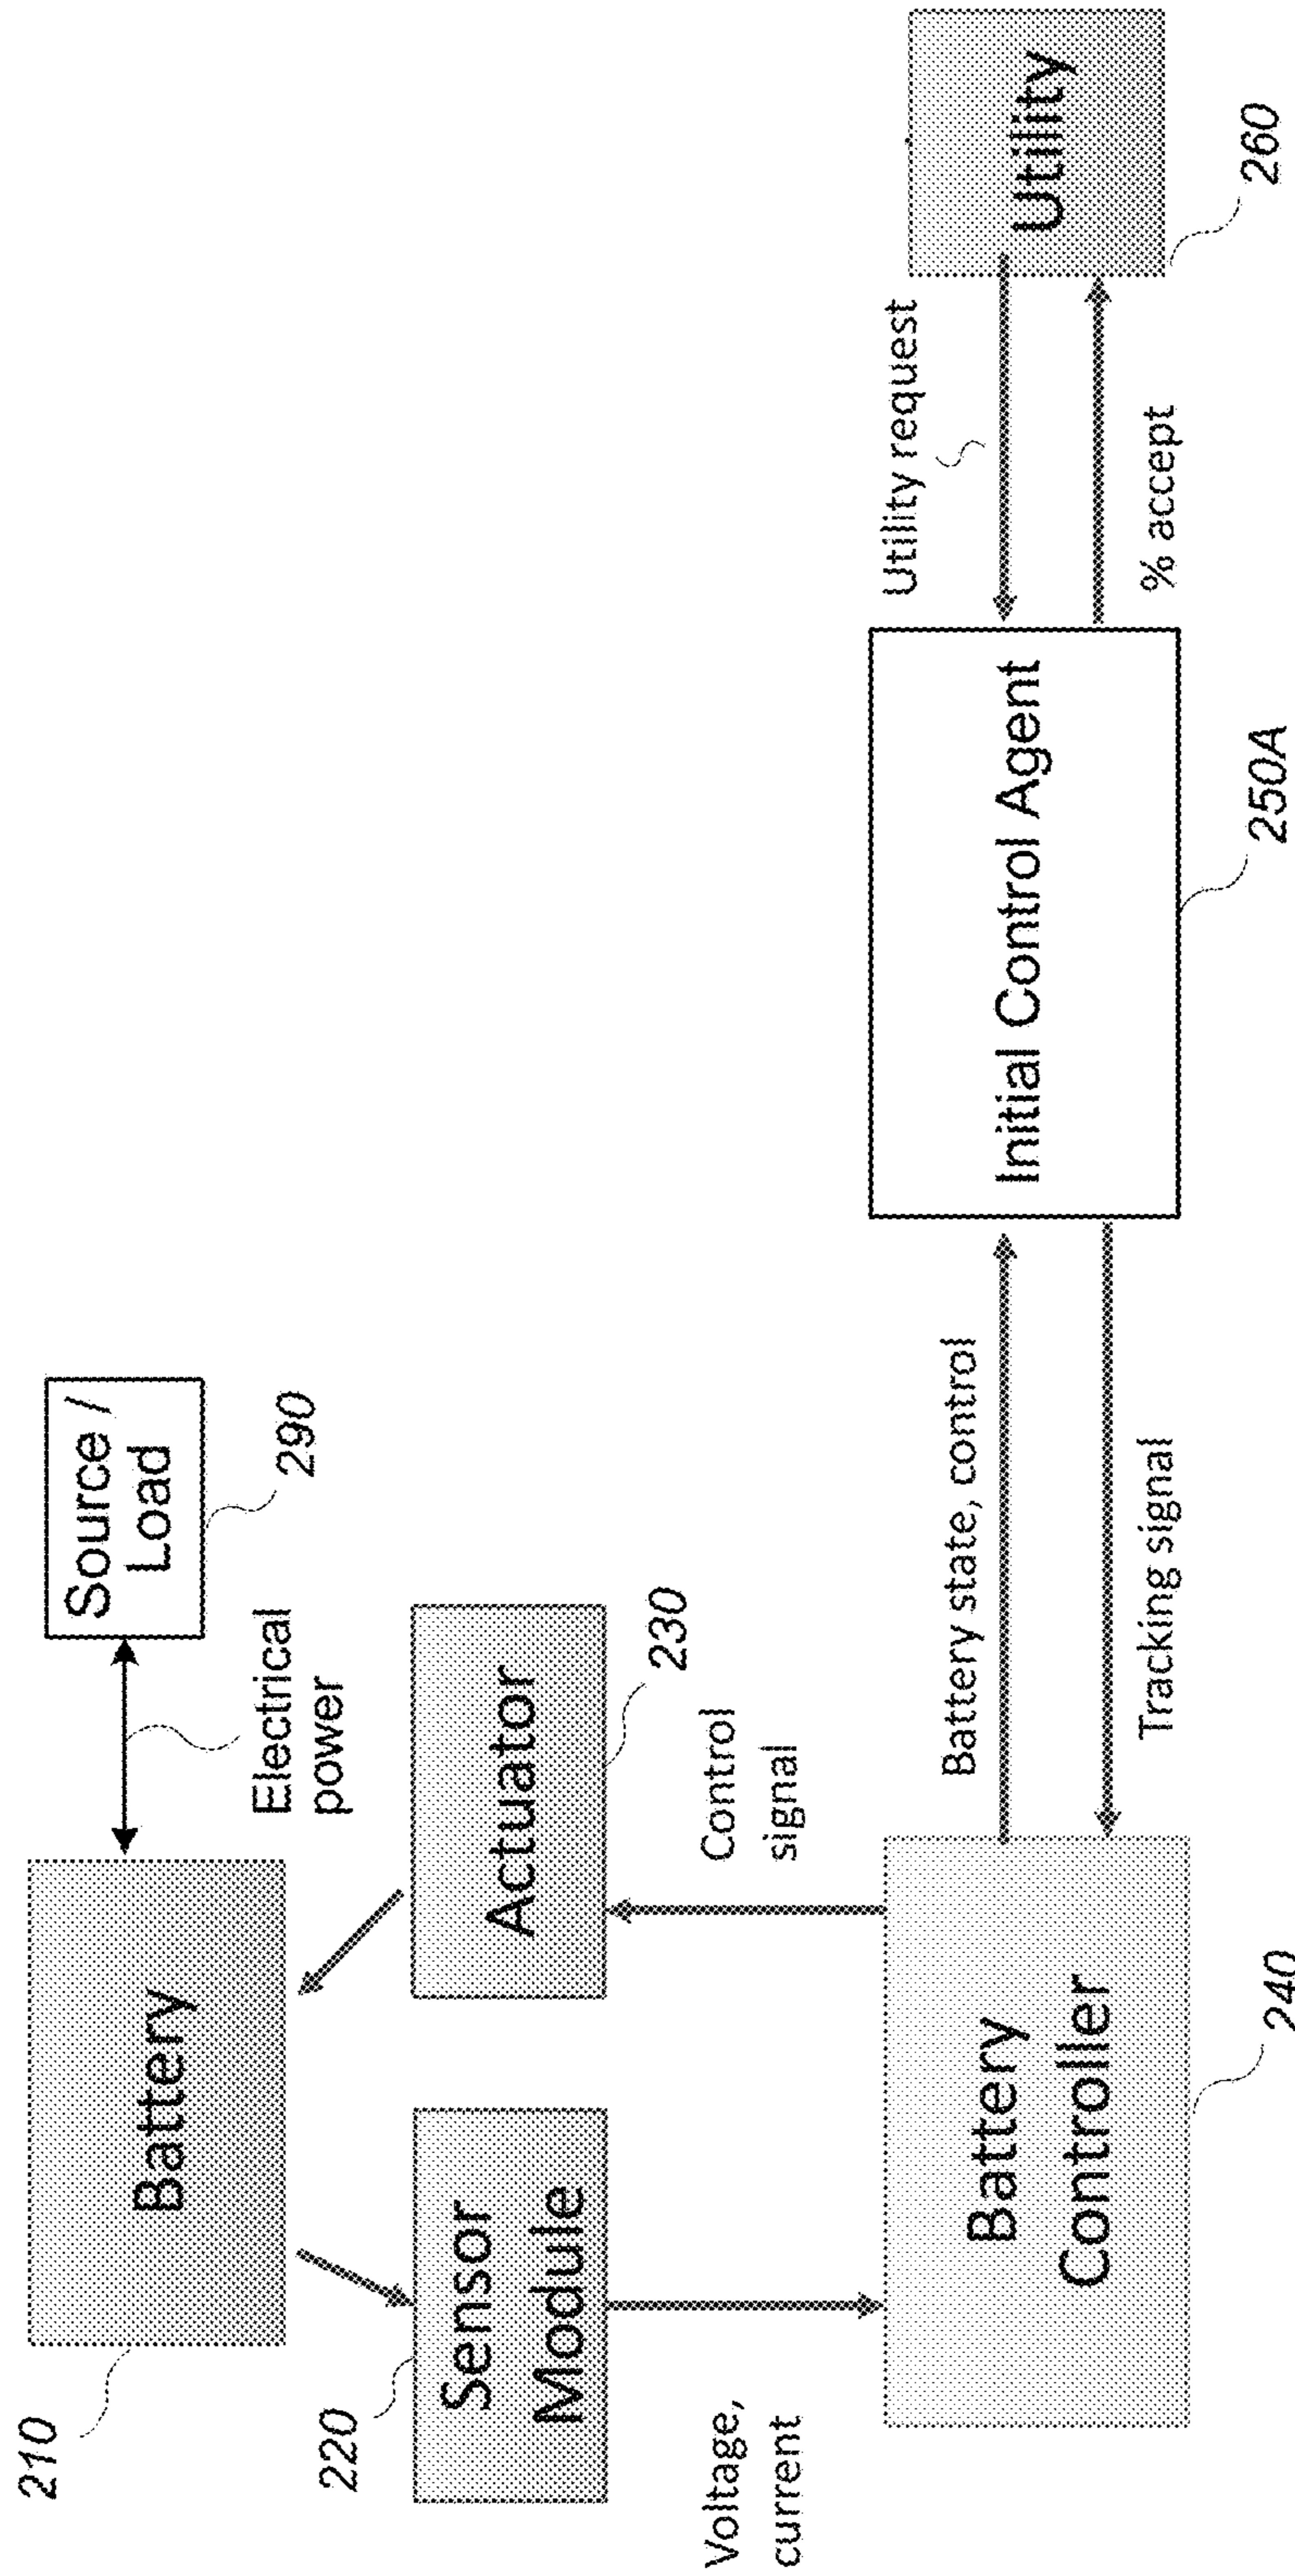 210
Battery
Electrical
power
Source /
Load
290
220
Sensor
Module
Actuator
230
Voltage,
current
Control
signal
Battery
Controller
240
Battery state, control
Tracking signal
Initial Control Agent
250A
Utility request
% accept
Utility
260